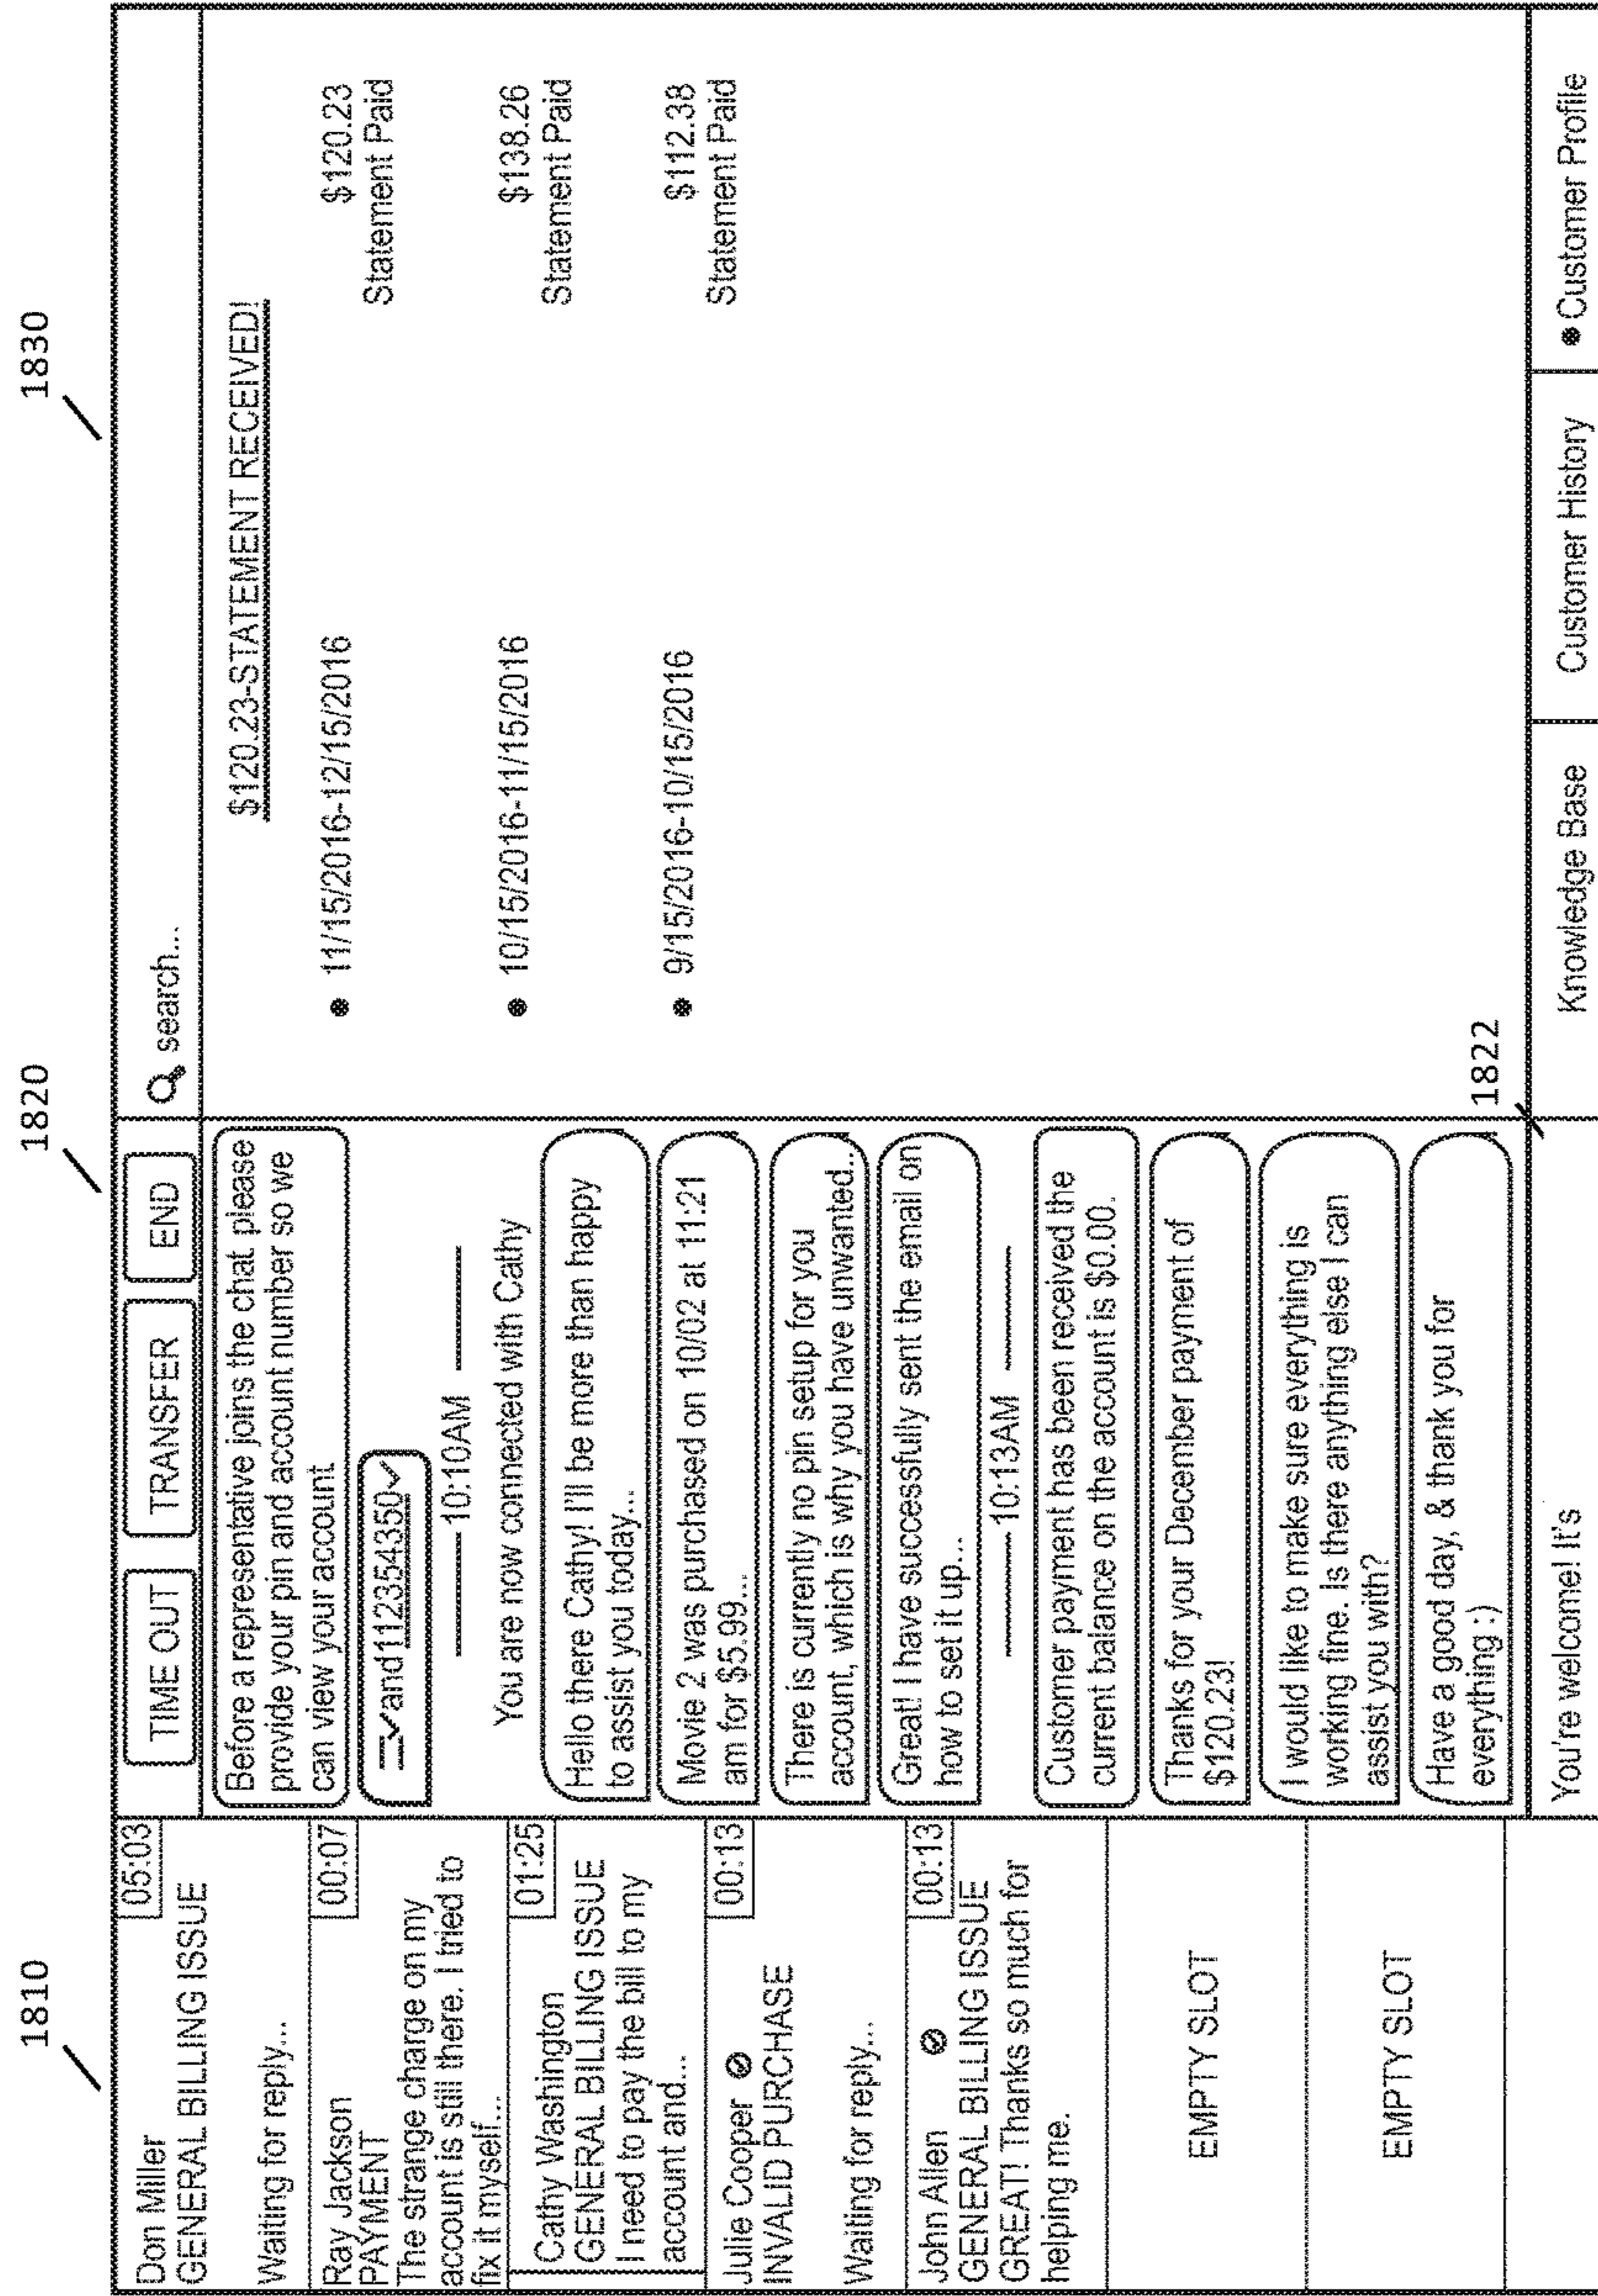 1810
1820
1830
Don Miller
05:03
GENERAL BILLING ISSUE
Waiting for reply...
Ray Jackson
00:07
PAYMENT
The strange charge on my
account is still there. I tried to
fix it myself...
Cathy Washington
01:25
GENERAL BILLING ISSUE
I need to pay the bill to my
account and...
Julie Cooper
00:13
INVALID PURCHASE
Waiting for reply...
John Allen
00:13
GENERAL BILLING ISSUE
GREAT! Thanks so much for
helping me.
EMPTY SLOT
EMPTY SLOT
TIME OUT
TRANSFER
END
Before a representative joins the chat please
provide your pin and account number so we
can view your account
and 112354350
10:10AM
You are now connected with Cathy
Hello there Cathy! I'll be more than happy
to assist you today...
Movie 2 was purchased on 10/02 at 11:21
am for $5.99...
There is currently no pin setup for you
account, which is why you have unwanted...
Great! I have successfully sent the email on
how to set it up...
10:13AM
Customer payment has been received the
current balance on the account is $0.00.
Thanks for your December payment of
$120.23!
I would like to make sure everything is
working fine. Is there anything else I can
assist you with?
Have a good day, & thank you for
everything :)
You're welcome! It's
1822
search...
$120.23-STATEMENT RECEIVED!
• 11/15/2016-12/15/2016
$120.23
Statement Paid
• 10/15/2016-11/15/2016
$138.26
Statement Paid
• 9/15/2016-10/15/2016
$112.38
Statement Paid
Knowledge Base
Customer History
• Customer Profile